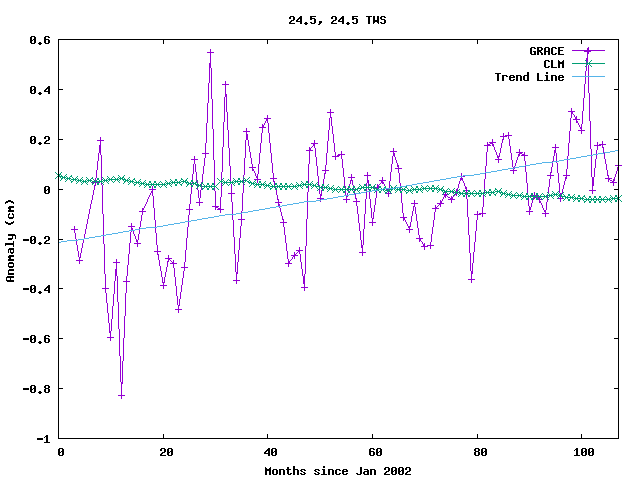 24.5, 24.5 TWS
GRACE
CLM
Trend Line
0.6
0.4
0.2
0
-0.2
-0.4
-0.6
-0.8
-1
Anomaly (cm)
0 20 40 60 80 100
Months since Jan 2002